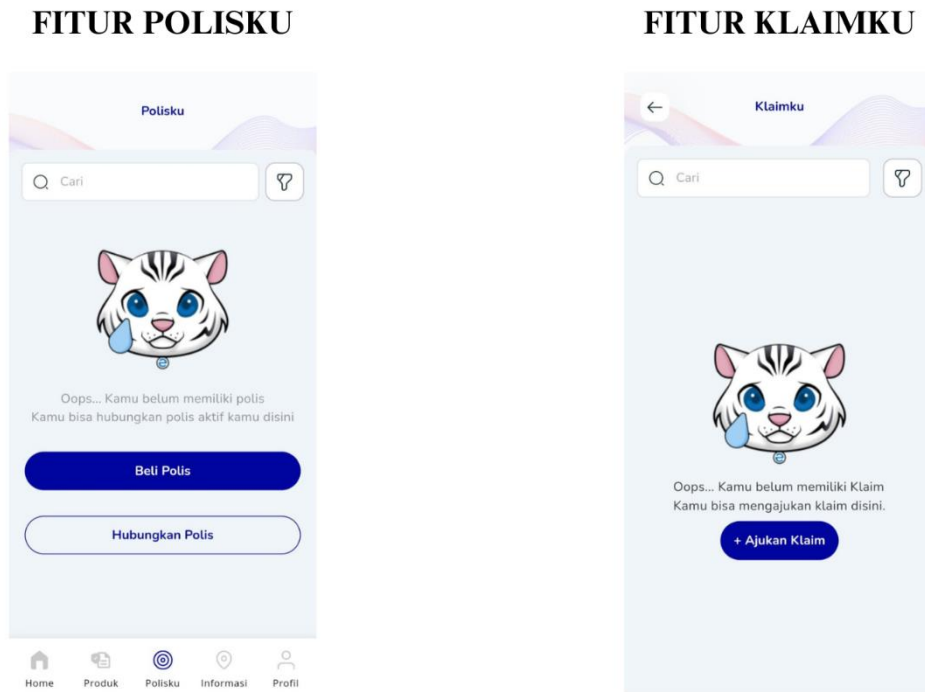 FITUR POLISKU
Polisku
Cari
Oops... Kamu belum memiliki polis
Kamu bisa hubungkan polis aktif kamu disini
Beli Polis
Hubungkan Polis
Home
Produk
Polisku
Informasi
Profil
FITUR KLAIMKU
Klaimku
Cari
Oops... Kamu belum memiliki Klaim
Kamu bisa mengajukan klaim disini.
+ Ajukan Klaim